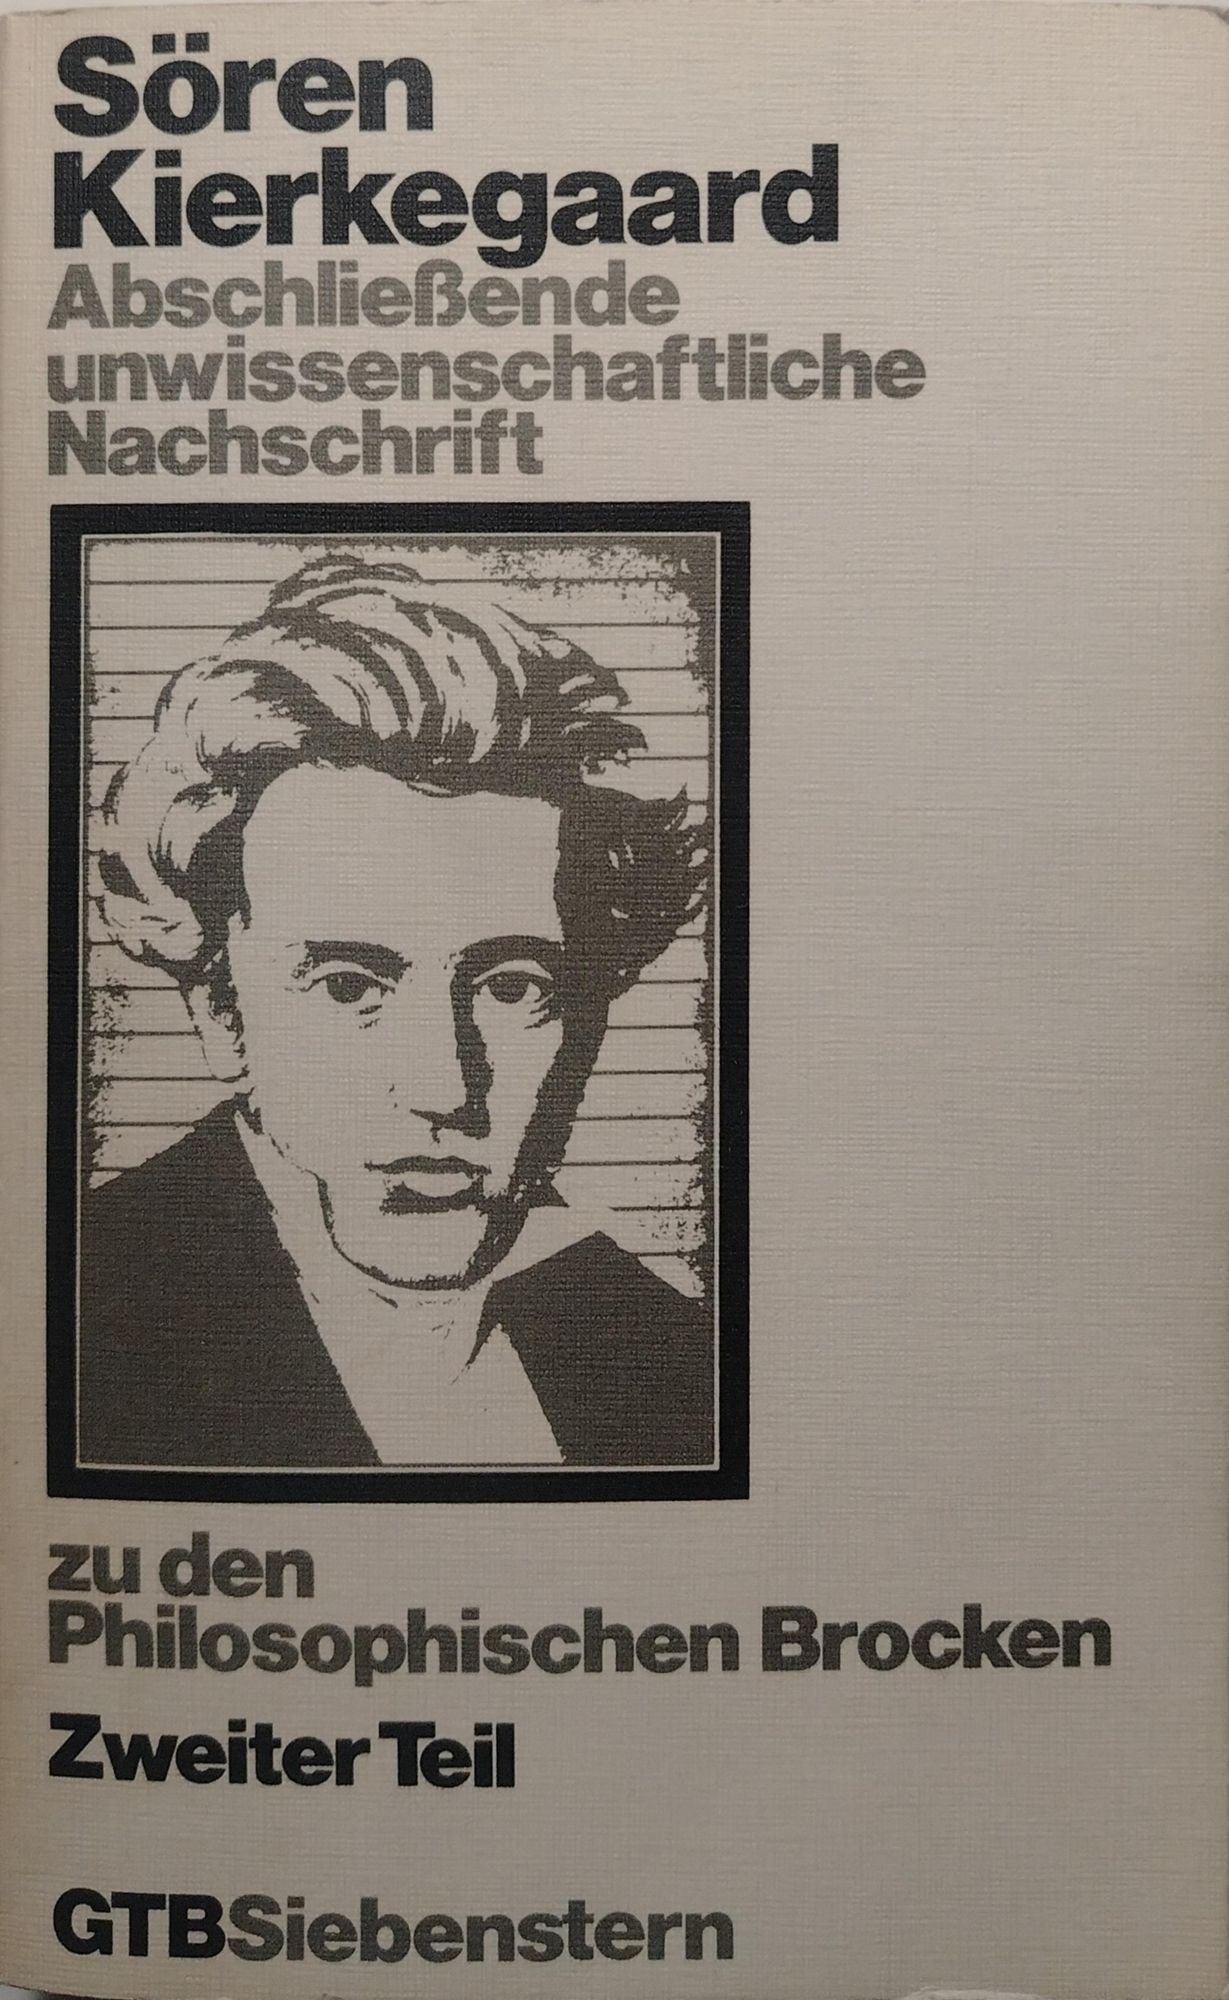 Sören
Kierkegaard
Abschließende
unwissenschaftliche
Nachschrift
zu den
Philosophischen Brocken
Zweiter Teil
GTBSiebenstern